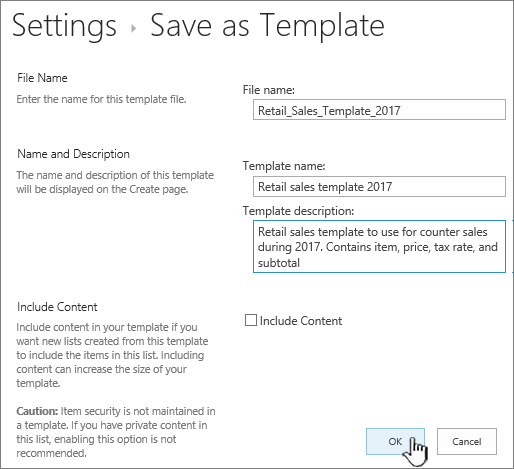 Settings › Save as Template
File Name
Enter the name for this template file.
File name:
Retail_Sales_Template_2017
Name and Description
The name and description of this template
will be displayed on the Create page.
Template name:
Retail sales template 2017
Template description:
Retail sales template to use for counter sales
during 2017. Contains item, price, tax rate, and
subtotal
Include Content
Include content in your template if you
want new lists created from this template
to include the items in this list. Including
content can increase the size of your
template.
Caution: Item security is not maintained in
a template. If you have private content in
this list, enabling this option is not
recommended.
Include Content
OK
Cancel